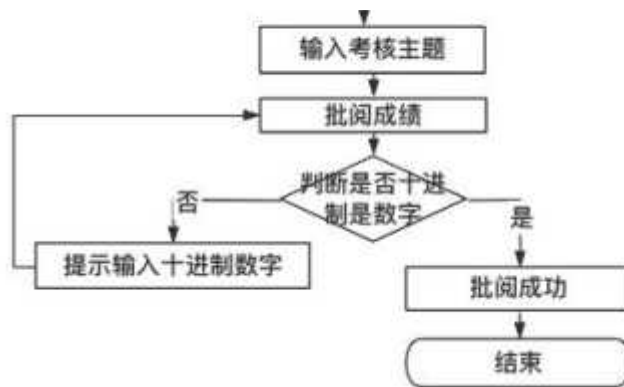 输入考核主题
批阅成绩
判断是否十进
制是数字
否
是
提示输入十进制数字
批阅成功
结束